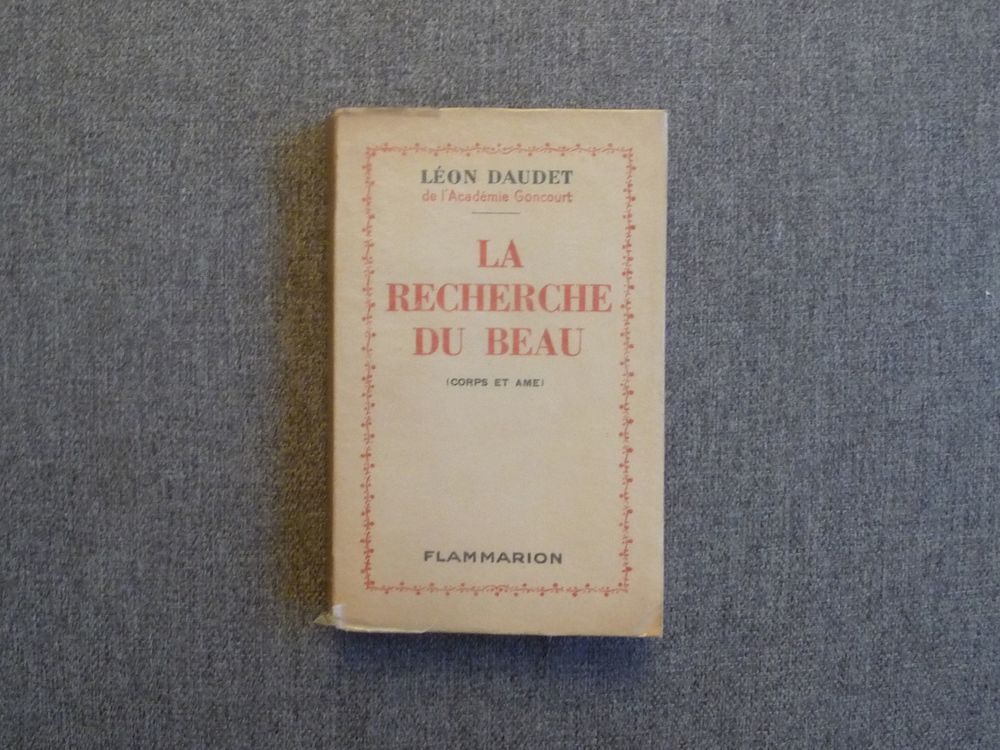 LÉON DAUDET
de l'Académie Goncourt
LA
RECHERCHE
DU BEAU
(CORPS ET AME)
FLAMMARION